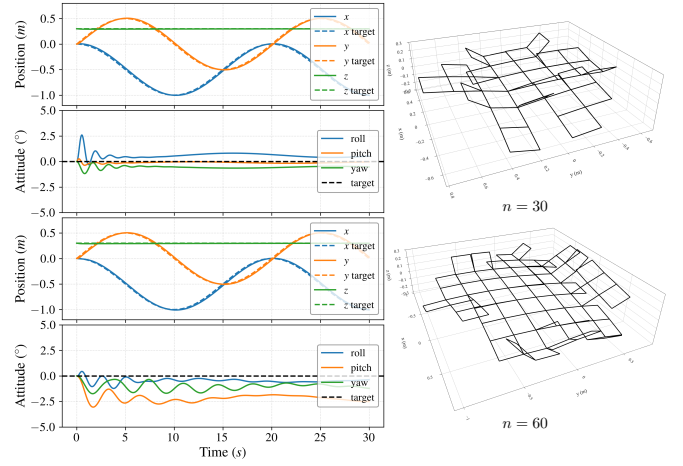 Position (m)
0.5
0.0
−0.5
−1.0
x
x target
y
y target
z
z target
Attitude (°)
5.0
2.5
0.0
−2.5
−5.0
roll
pitch
yaw
target
Position (m)
0.5
0.0
−0.5
−1.0
x
x target
y
y target
z
z target
Attitude (°)
5.0
2.5
0.0
−2.5
−5.0
roll
pitch
yaw
target
0 5 10 15 20 25 30
Time (s)
x (m)
y (m)
n = 30
x (m)
y (m)
n = 60